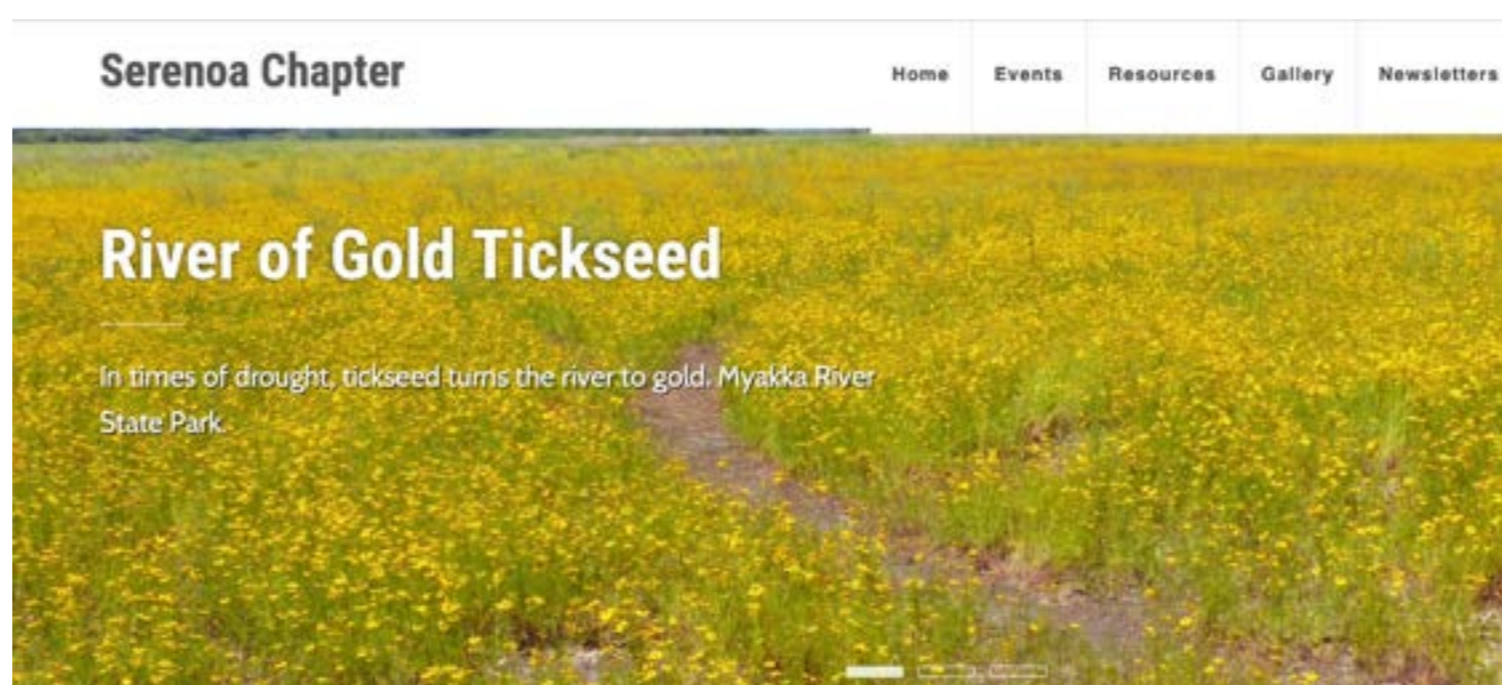 Serenoa Chapter
Home Events Resources Gallery Newsletters
River of Gold Tickseed
In times of drought, tickseed turns the river to gold. Myakka River
State Park.